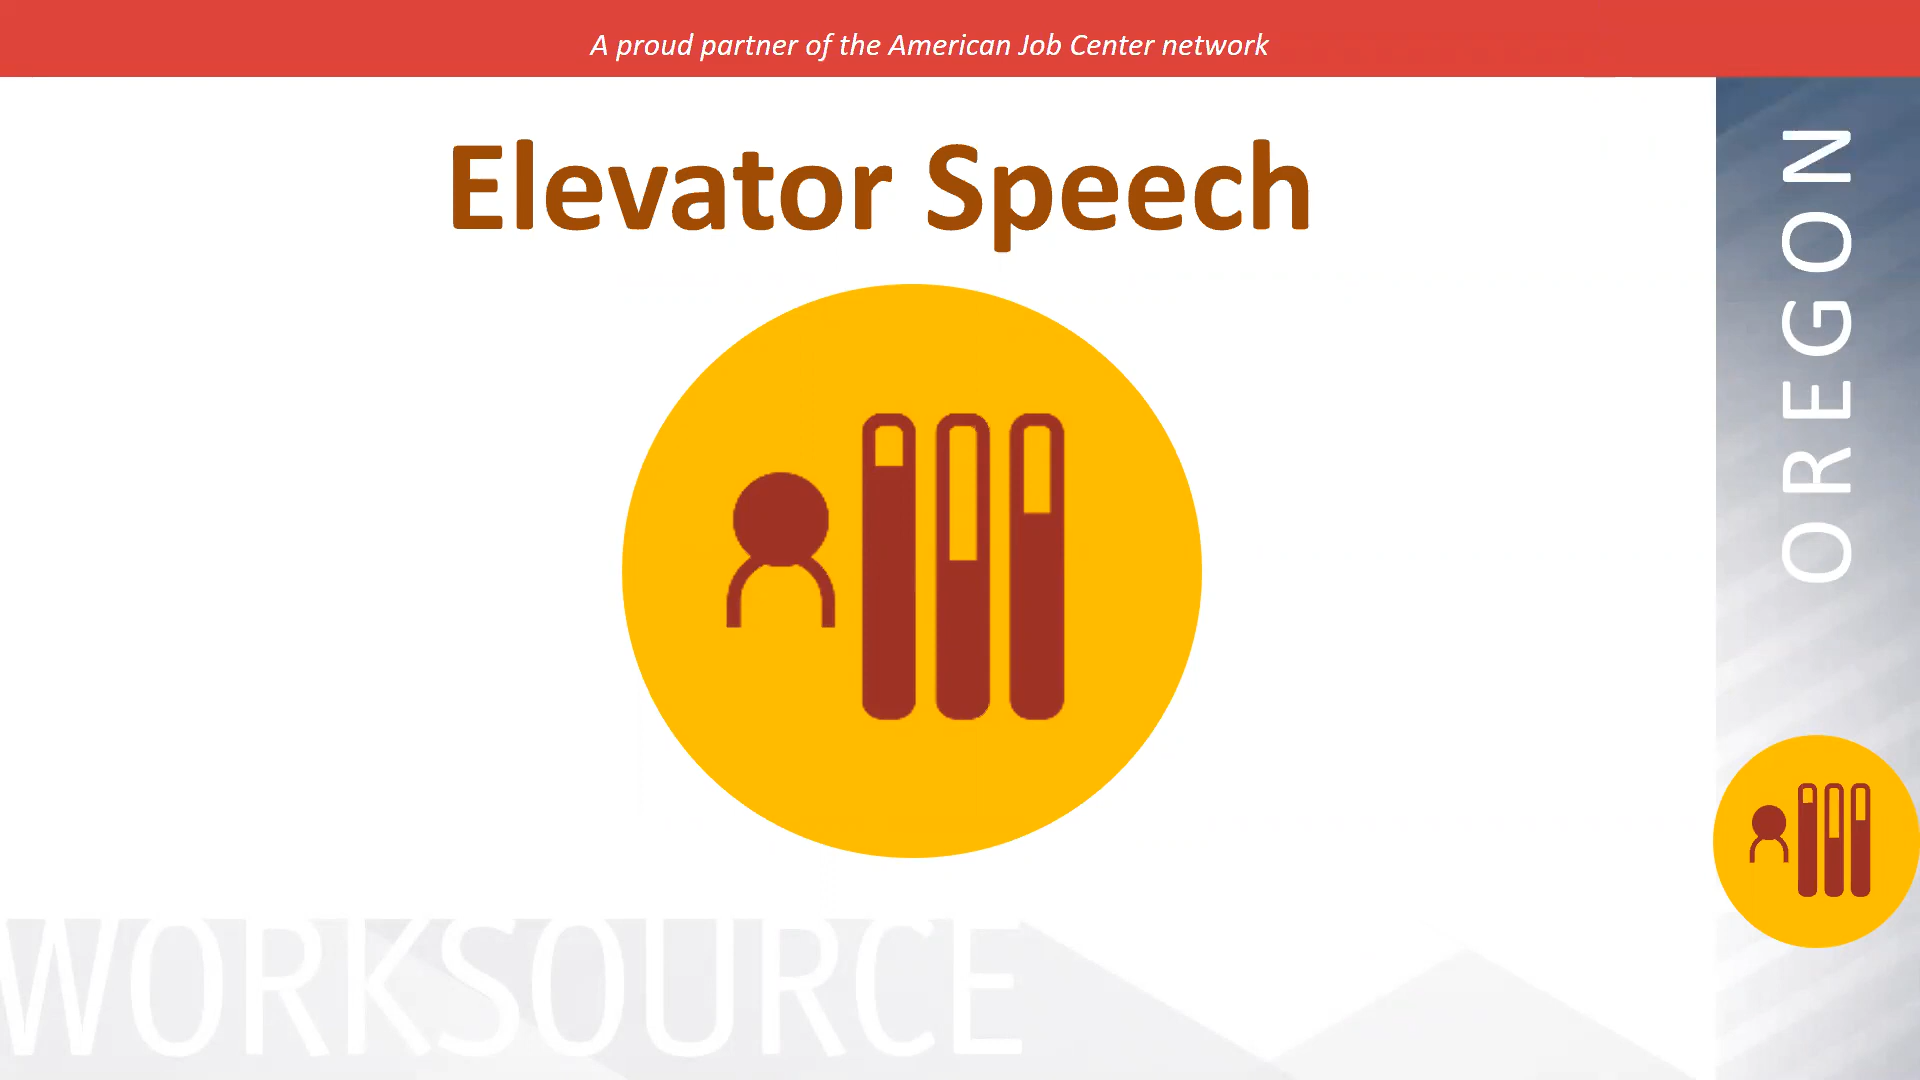 A proud partner of the American Job Center network
Elevator Speech
OREGON
WORKSOURCE